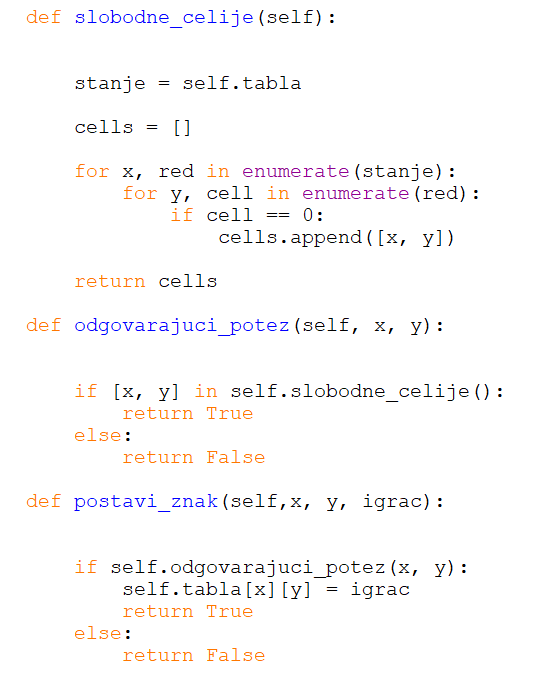 def slobodne_celije(self):
stanje = self.tabla
cells = []
for x, red in enumerate(stanje):
for y, cell in enumerate(red):
if cell == 0:
cells.append([x, y])
return cells
def odgovarajuci_potez(self, x, y):
if [x, y] in self.slobodne_celije():
return True
else:
return False
def postavi_znak(self,x, y, igrac):
if self.odgovarajuci_potez(x, y):
self.tabla[x][y] = igrac
return True
else:
return False